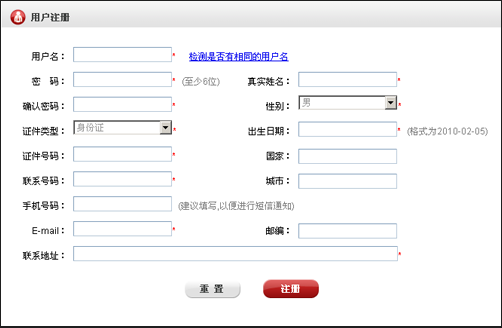 用户注册
用户名： * 检测是否有相同的用户名
密 码： * (至少6位) 真实姓名： *
确认密码： * 性别： 男 *
证件类型： 身份证 * 出生日期： * (格式为2010-02-05)
证件号码： * 国家：
联系号码： * 城市：
手机号码： (建议填写,以便进行短信通知)
E-mail： * 邮编：
联系地址： *
重 置 注册